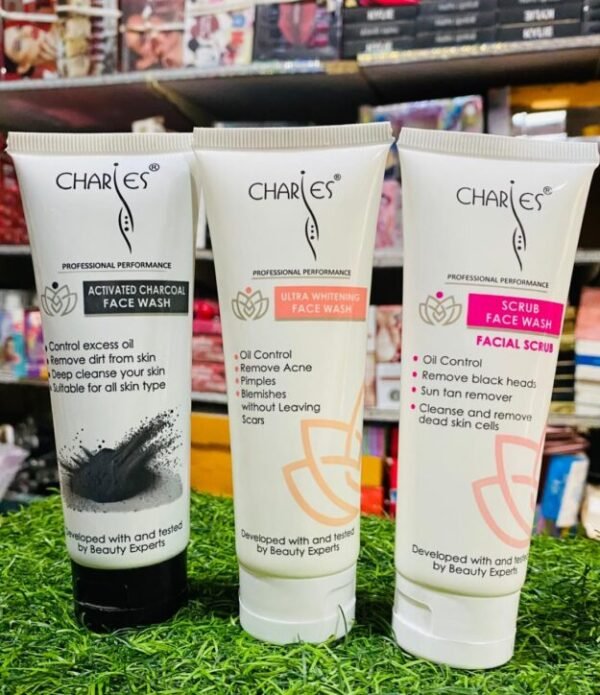 CHARLES®
PROFESSIONAL PERFORMANCE
ACTIVATED CHARCOAL
FACE WASH
Control excess oil
Remove dirt from skin
Deep cleanse your skin
Suitable for all skin type
Developed with and tested
by Beauty Experts
CHARLES®
PROFESSIONAL PERFORMANCE
ULTRA WHITENING
FACE WASH
• Oil Control
• Remove Acne
• Pimples
• Blemishes
without Leaving
Scars
Developed with and tested
by Beauty Experts
CHARLES®
PROFESSIONAL PERFORMANCE
SCRUB
FACE WASH
FACIAL SCRUB
• Oil Control
• Remove black heads
• Sun tan remover
• Cleanse and remove
dead skin cells
Developed with and tested
by Beauty Experts